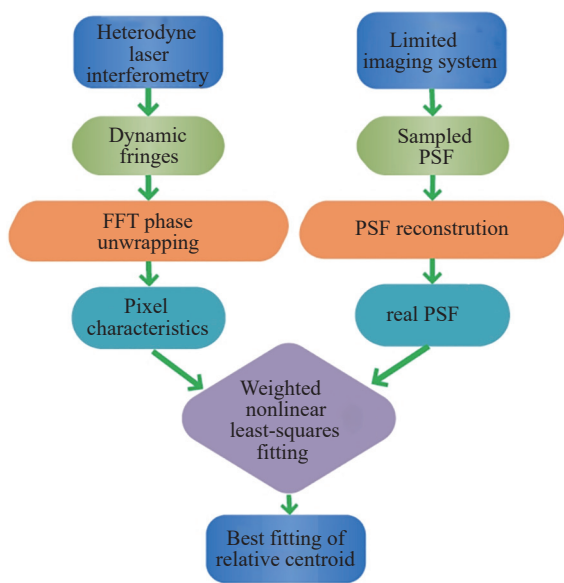 Heterodyne
laser
interferometry
Limited
imaging system
Dynamic
fringes
Sampled
PSF
FFT phase
unwrapping
PSF reconstrution
Pixel
characteristics
real PSF
Weighted
nonlinear
least-squares
fitting
Best fitting of
relative centroid